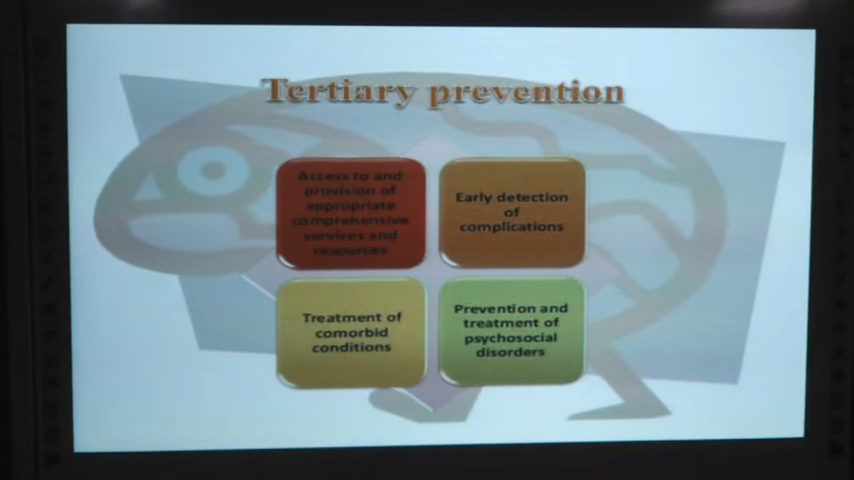 Tertiary prevention
Access to and
provision of
appropriate
comprehensive
services and
resources
Early detection
of
complications
Treatment of
comorbid
conditions
Prevention and
treatment of
psychosocial
disorders